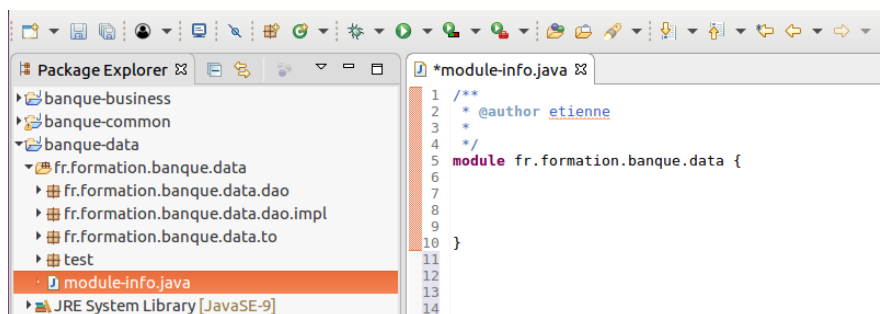 Package Explorer
*module-info.java
banque-business
banque-common
banque-data
fr.formation.banque.data
fr.formation.banque.data.dao
fr.formation.banque.data.dao.impl
fr.formation.banque.data.to
test
module-info.java
JRE System Library [JavaSE-9]
1 /**
2 * @author etienne
3 *
4 */
5 module fr.formation.banque.data {
6
7
8
9
10 }
11
12
13
14